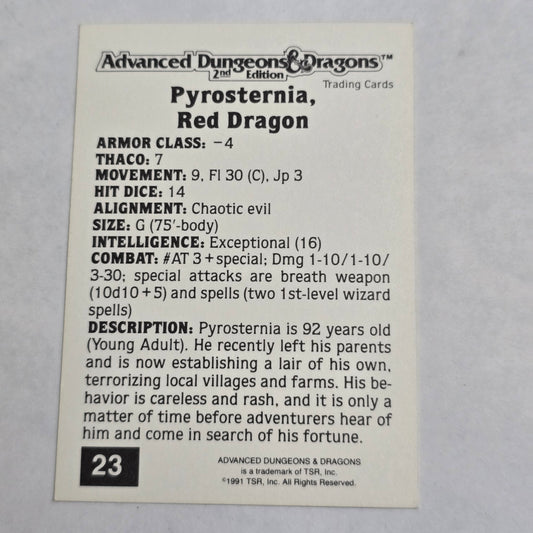 Advanced Dungeons & Dragons™
2nd Edition
Trading Cards
Pyrosternia,
Red Dragon
ARMOR CLASS: −4
THACO: 7
MOVEMENT: 9, Fl 30 (C), Jp 3
HIT DICE: 14
ALIGNMENT: Chaotic evil
SIZE: G (75'-body)
INTELLIGENCE: Exceptional (16)
COMBAT: #AT 3 + special; Dmg 1-10/1-10/
3-30; special attacks are breath weapon
(10d10 + 5) and spells (two 1st-level wizard
spells)
DESCRIPTION: Pyrosternia is 92 years old
(Young Adult). He recently left his parents
and is now establishing a lair of his own,
terrorizing local villages and farms. His be-
havior is careless and rash, and it is only a
matter of time before adventurers hear of
him and come in search of his fortune.
23
ADVANCED DUNGEONS & DRAGONS
is a trademark of TSR, Inc.
©1991 TSR, Inc. All Rights Reserved.